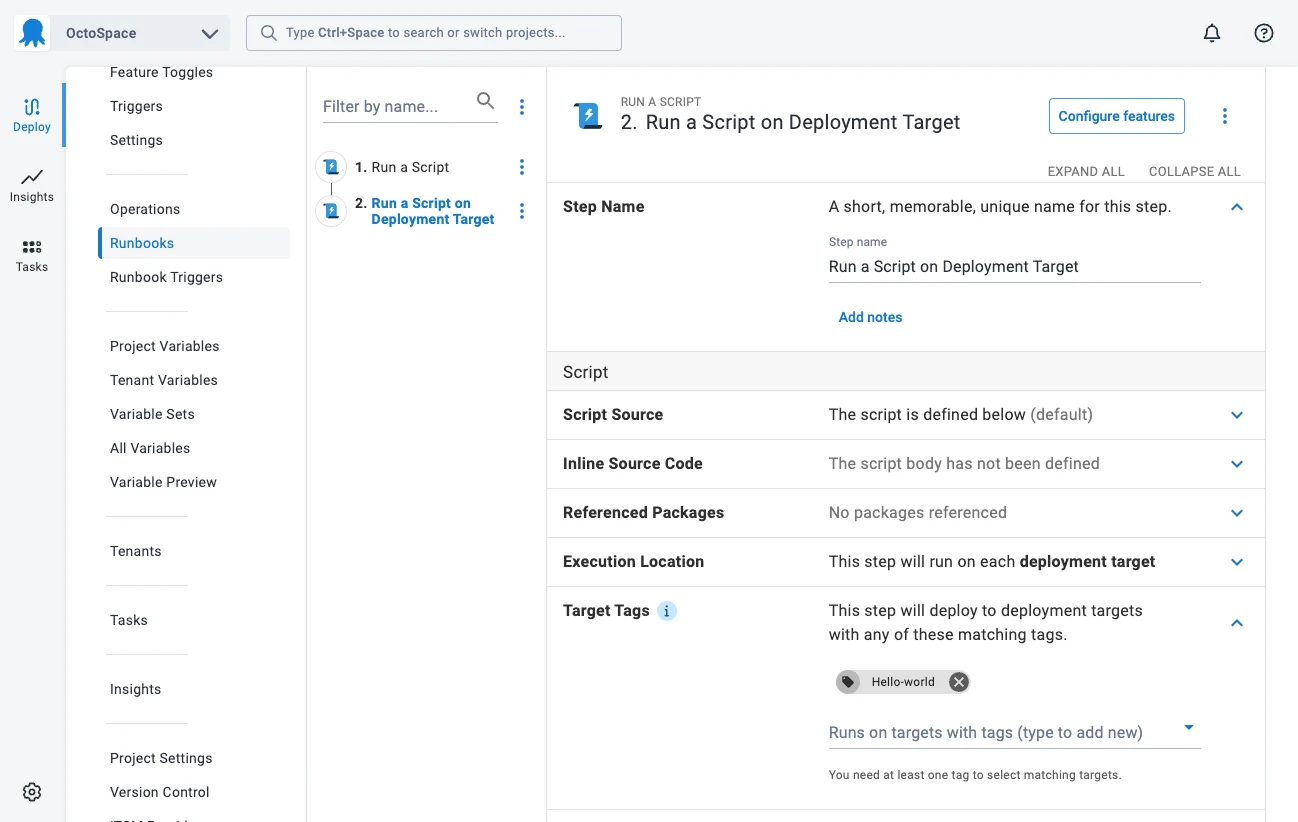 OctoSpace
Type Ctrl+Space to search or switch projects...
Deploy
Insights
Tasks
Feature Toggles
Triggers
Settings
Operations
Runbooks
Runbook Triggers
Project Variables
Tenant Variables
Variable Sets
All Variables
Variable Preview
Tenants
Tasks
Insights
Project Settings
Version Control
Filter by name...
1. Run a Script
2. Run a Script on
Deployment Target
RUN A SCRIPT
2. Run a Script on Deployment Target
Configure features
EXPAND ALL COLLAPSE ALL
Step Name
A short, memorable, unique name for this step.
Step name
Run a Script on Deployment Target
Add notes
Script
Script Source
The script is defined below (default)
Inline Source Code
The script body has not been defined
Referenced Packages
No packages referenced
Execution Location
This step will run on each deployment target
Target Tags
This step will deploy to deployment targets
with any of these matching tags.
Hello-world
Runs on targets with tags (type to add new)
You need at least one tag to select matching targets.